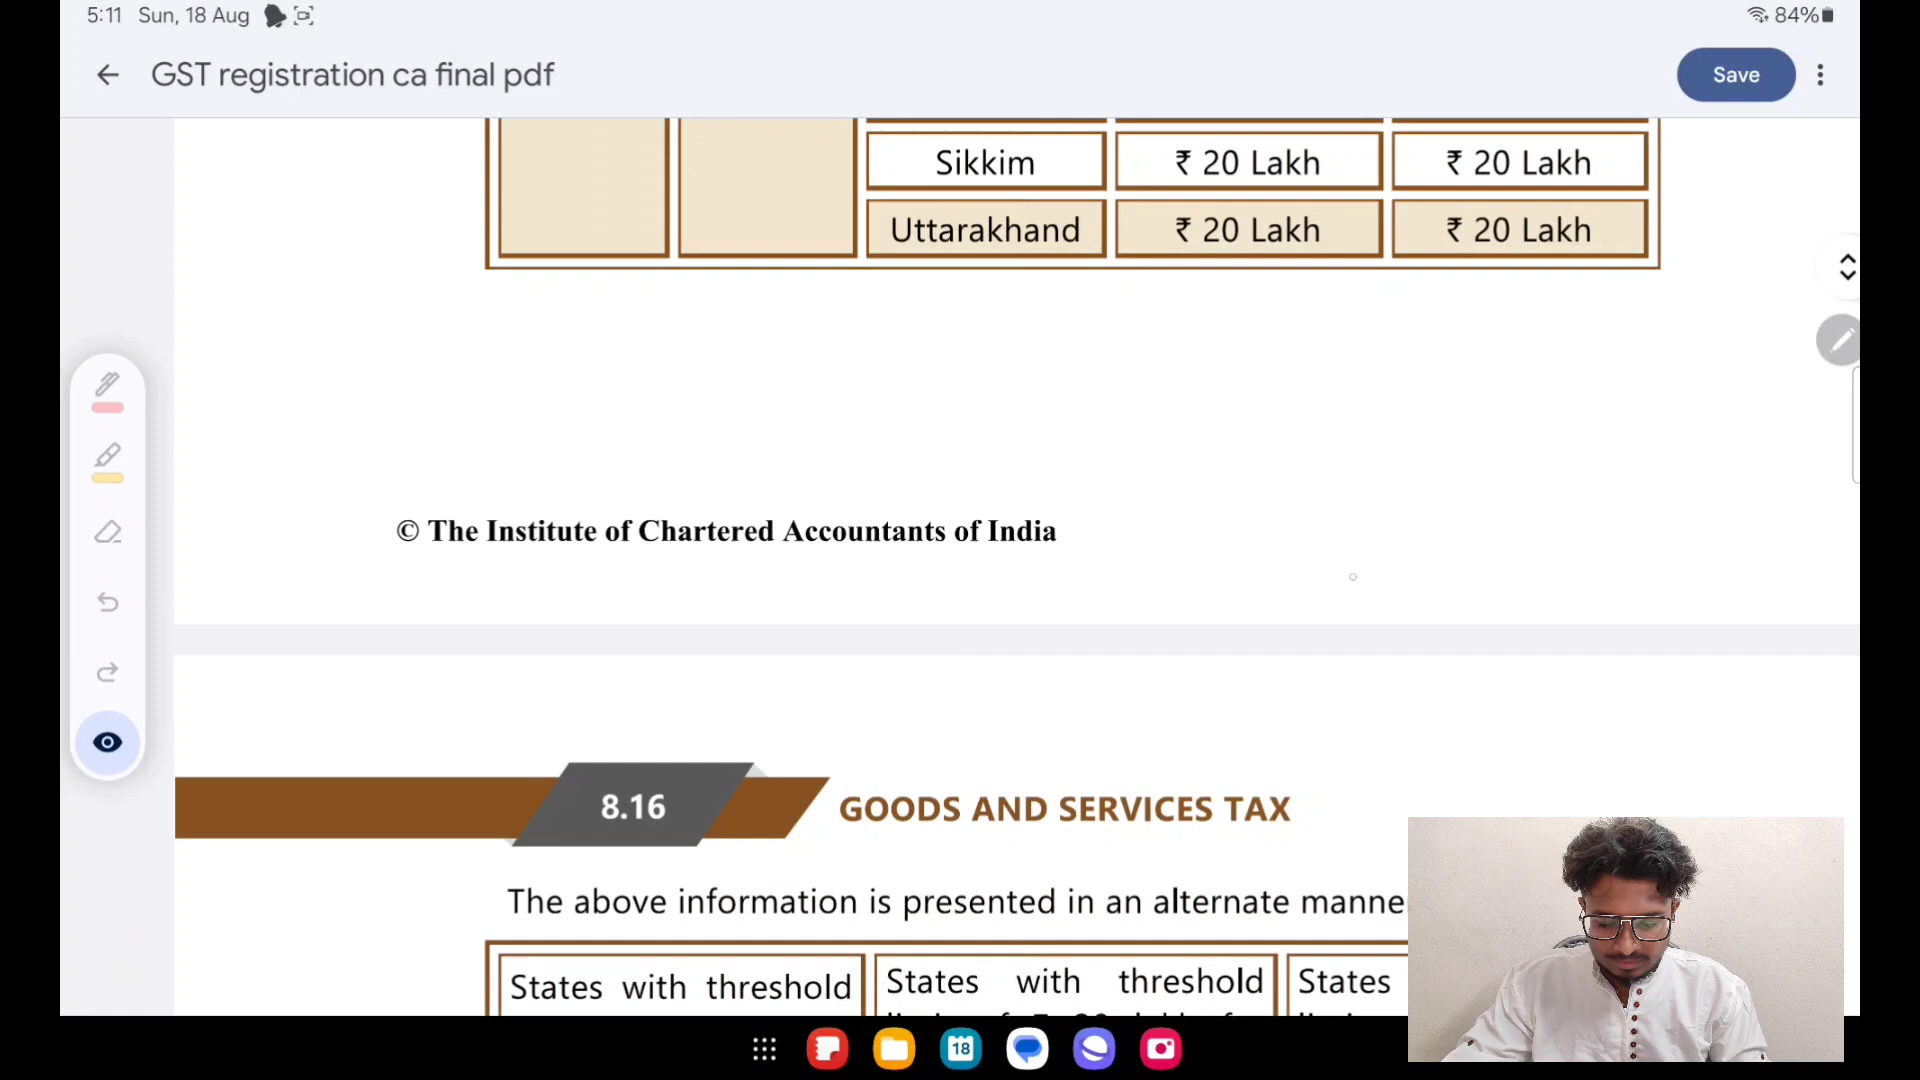 5:11 Sun, 18 Aug
84%
GST registration ca final pdf
Save
Sikkim ₹ 20 Lakh ₹ 20 Lakh
Uttarakhand ₹ 20 Lakh ₹ 20 Lakh
© The Institute of Chartered Accountants of India
8.16 GOODS AND SERVICES TAX
The above information is presented in an alternate manne
States with threshold States with threshold States
18